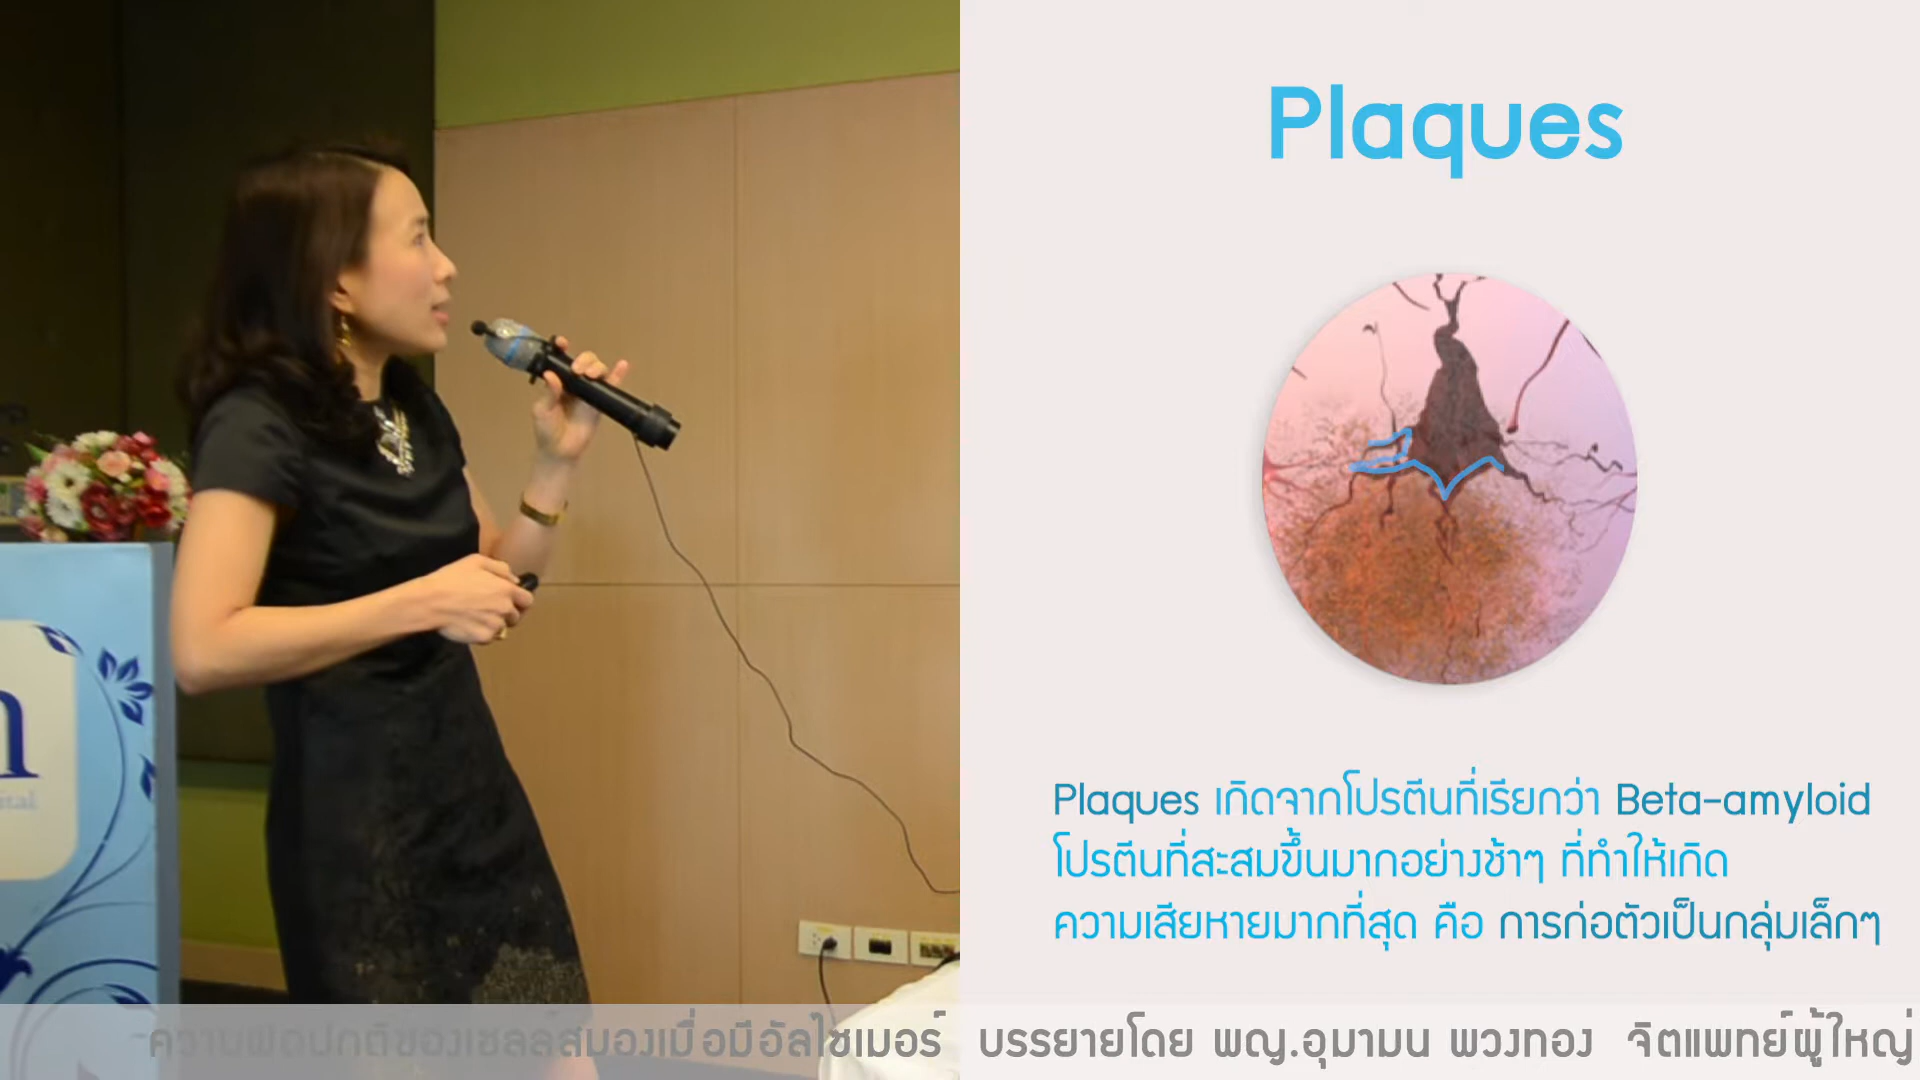 Plaques
Plaques เกิดจากโปรตีนที่เรียกว่า Beta-amyloid
โปรตีนที่สะสมขึ้นมากอย่างช้าๆ ที่ทำให้เกิด
ความเสียหายมากที่สุด คือ การก่อตัวเป็นกลุ่มเล็กๆ
ความผิดปกติของเซลล์สมองเมื่อมีอัลไซเมอร์ บรรยายโดย พญ.อุมามน พวงทอง จิตแพทย์ผู้ใหญ่